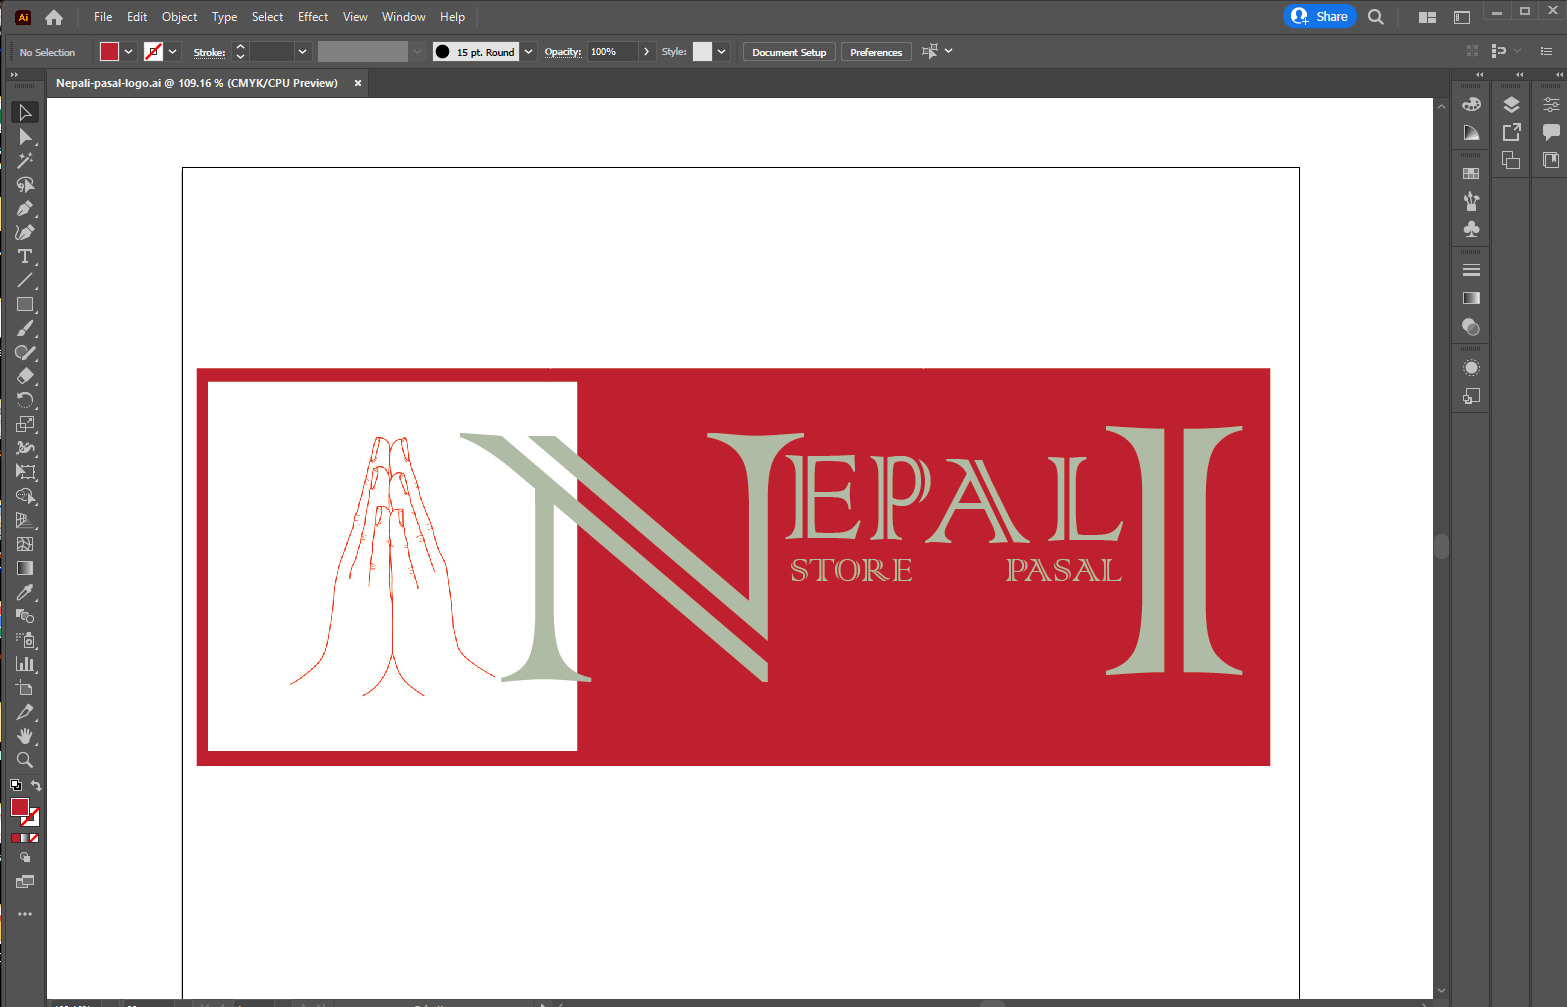 Ai File Edit Object Type Select Effect View Window Help Share
No Selection Stroke: 15 pt. Round Opacity: 100% Style: Document Setup Preferences
Nepali-pasal-logo.ai @ 109.16 % (CMYK/CPU Preview)
NEPALI
STORE PASAL